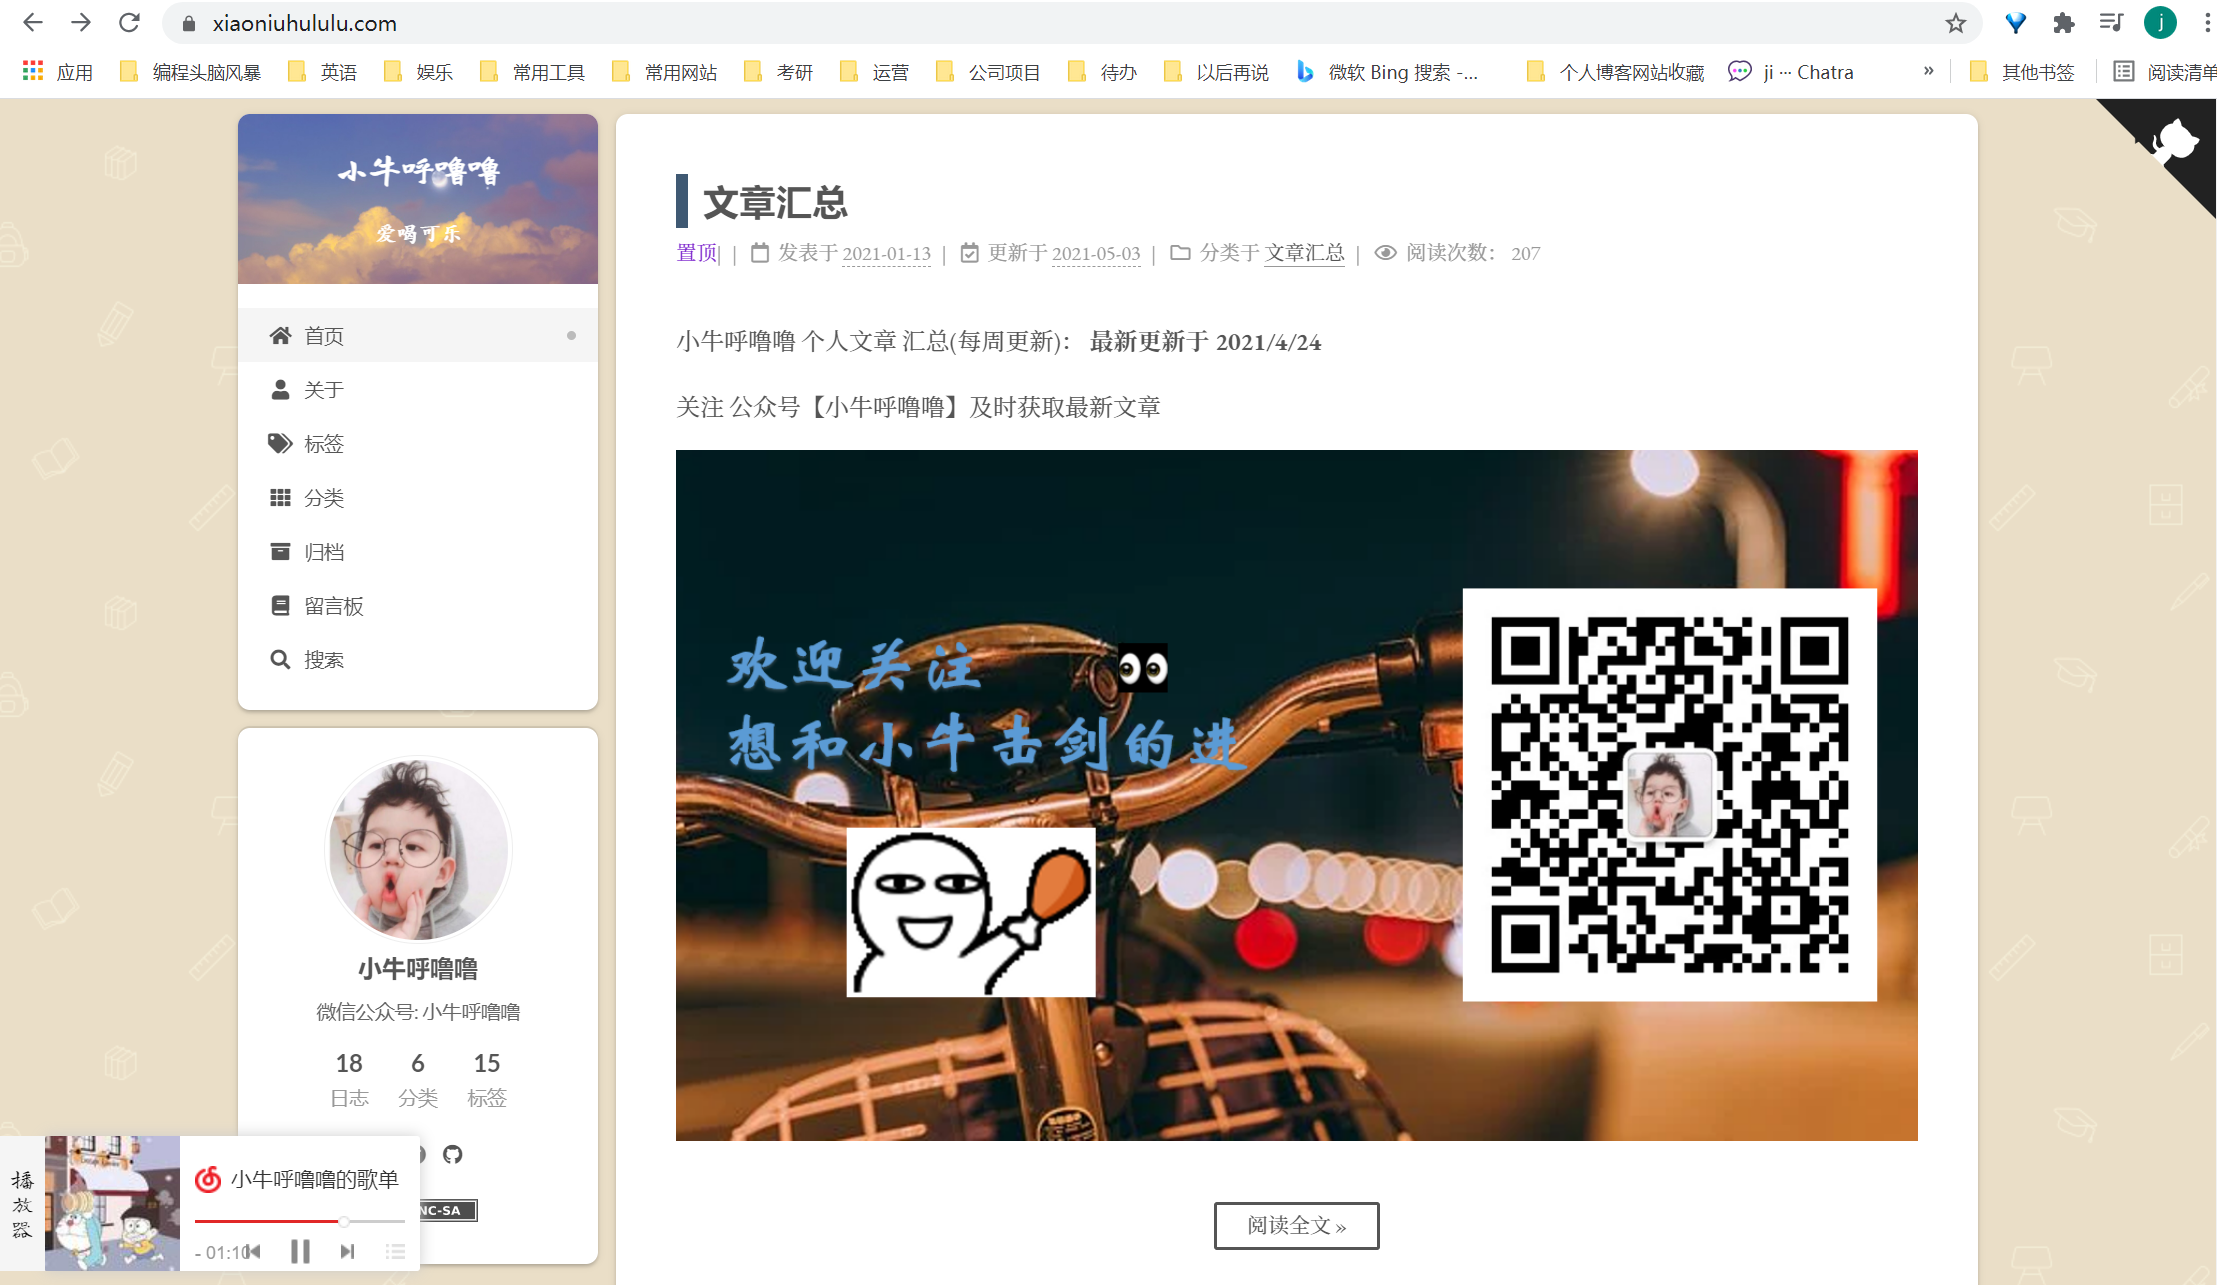 xiaoniuhululu.com
j
应用 编程头脑风暴 英语 娱乐 常用工具 常用网站 考研 运营 公司项目 待办 以后再说 微软 Bing 搜索 -... 个人博客网站收藏 ji ··· Chatra » 其他书签 阅读清单
小牛呼噜噜
爱喝可乐
首页
关于
标签
分类
归档
留言板
搜索
小牛呼噜噜
微信公众号: 小牛呼噜噜
18 6 15
日志 分类 标签
NC-SA
播放器
小牛呼噜噜的歌单
- 01:10
文章汇总
置顶| | 发表于 2021-01-13 | 更新于 2021-05-03 | 分类于 文章汇总 | 阅读次数： 207
小牛呼噜噜 个人文章 汇总(每周更新)： 最新更新于 2021/4/24
关注 公众号【小牛呼噜噜】及时获取最新文章
欢迎关注
想和小牛击剑的进
阅读全文 »